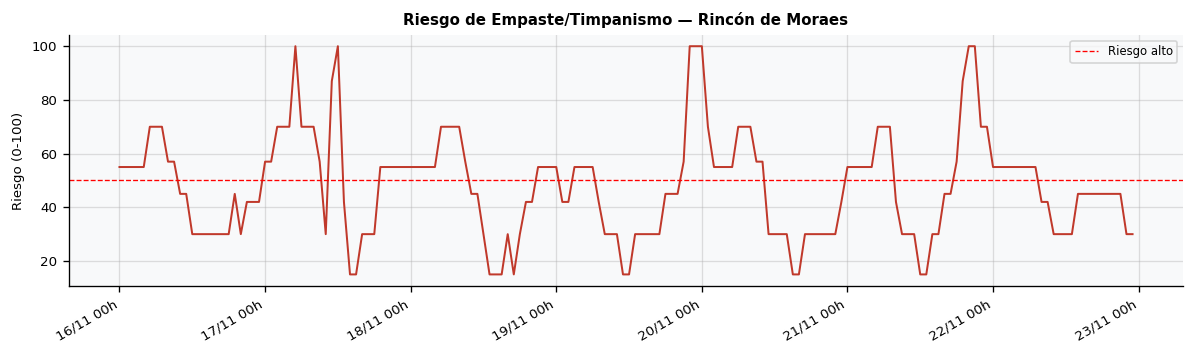 Riesgo de Empaste/Timpanismo — Rincón de Moraes
Riesgo (0-100)
100
80
60
40
20
Riesgo alto
16/11 00h
17/11 00h
18/11 00h
19/11 00h
20/11 00h
21/11 00h
22/11 00h
23/11 00h